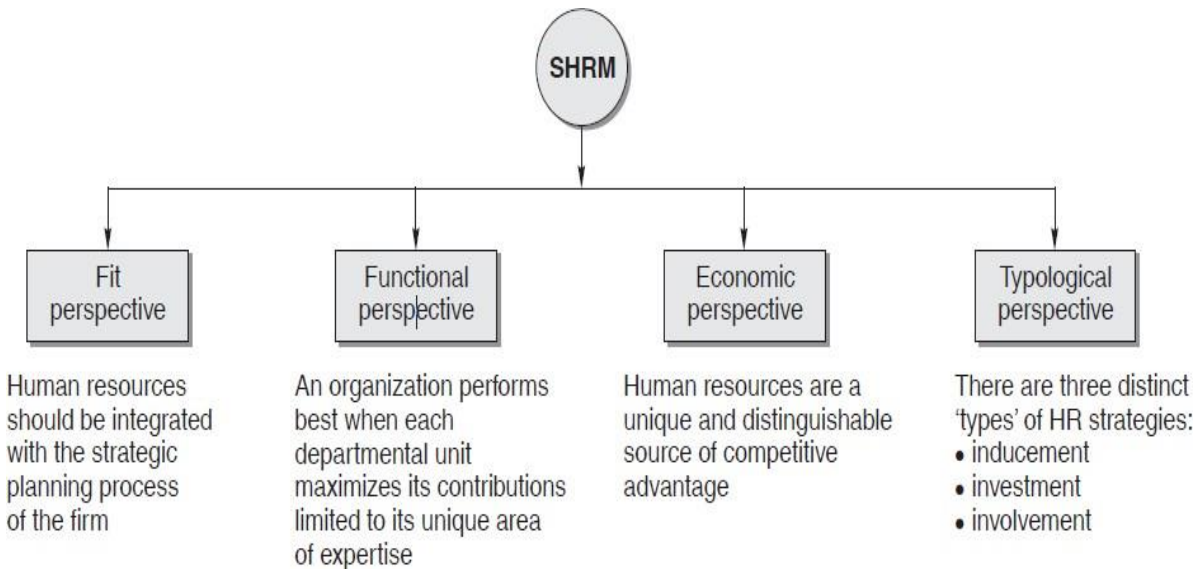 SHRM
Fit
perspective
Functional
perspective
Economic
perspective
Typological
perspective
Human resources
should be integrated
with the strategic
planning process
of the firm
An organization performs
best when each
departmental unit
maximizes its contributions
limited to its unique area
of expertise
Human resources are a
unique and distinguishable
source of competitive
advantage
There are three distinct
‘types’ of HR strategies:
• inducement
• investment
• involvement